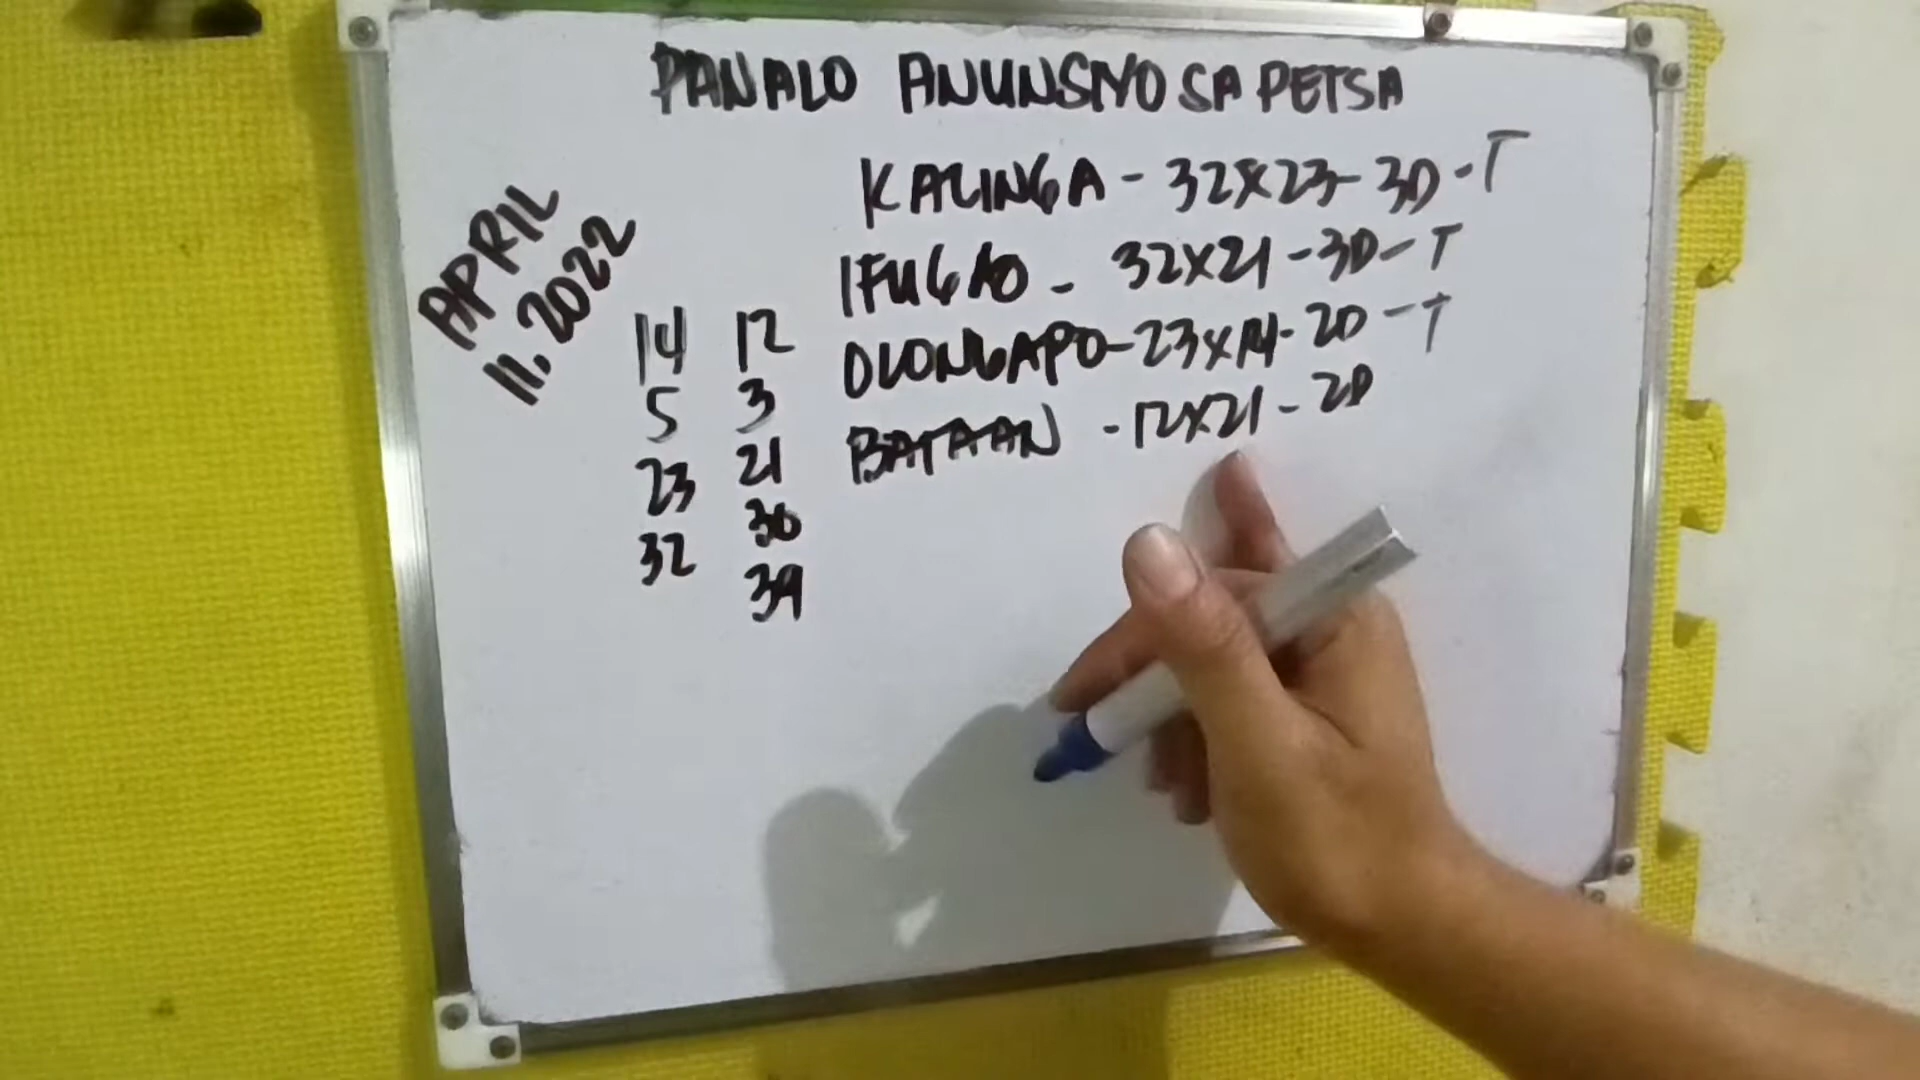 PANALO ANUNSIYO SA PETSA
APRIL
11, 2022
KALINGA - 32X23 - 3D - T
IFUGAO - 32X21 - 3D - T
OLONGAPO - 23X14 - 2D - T
BATAAN - 12X21 - 2D
14 12
5 3
23 21
32 30
39